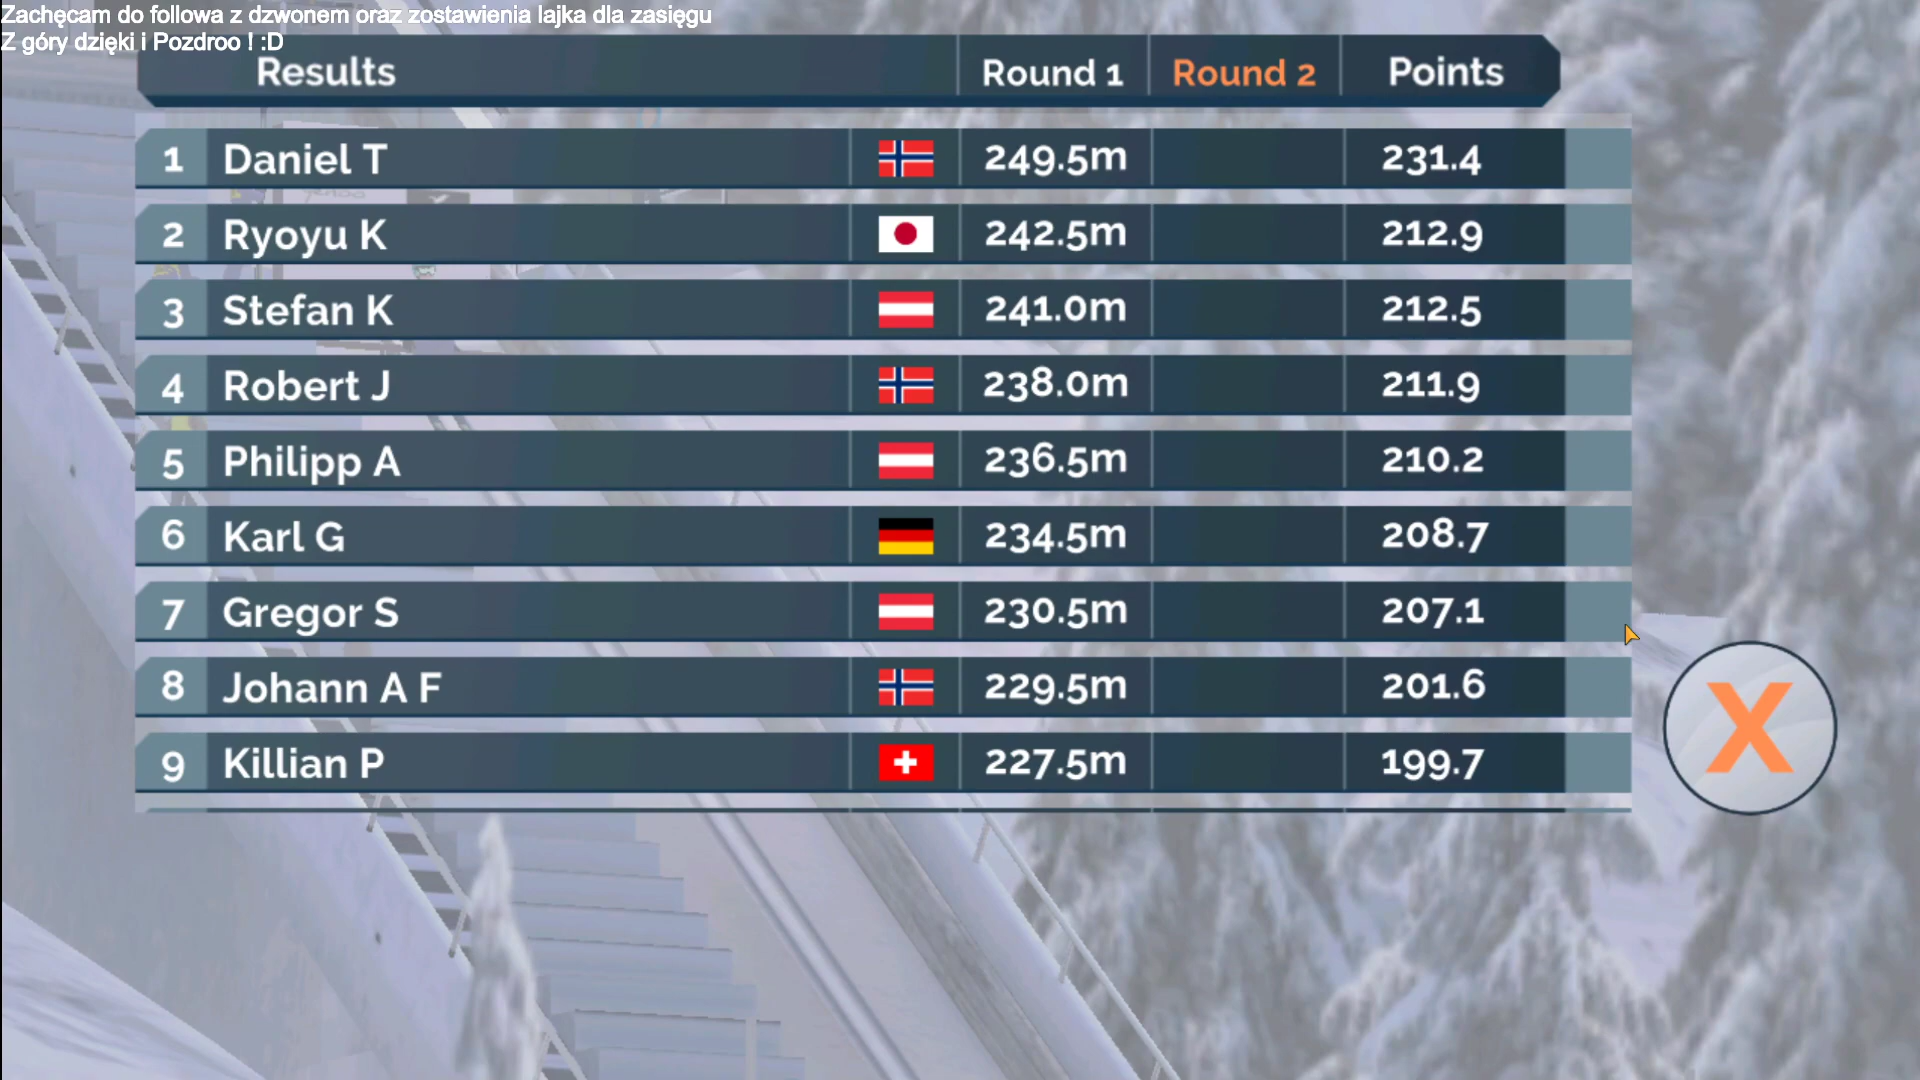 Zachęcam do followa z dzwonem oraz zostawienia lajka dla zasięgu
Z góry dzięki i Pozdroo ! :D
Results Round 1 Round 2 Points
1 Daniel T 249.5m 231.4
2 Ryoyu K 242.5m 212.9
3 Stefan K 241.0m 212.5
4 Robert J 238.0m 211.9
5 Philipp A 236.5m 210.2
6 Karl G 234.5m 208.7
7 Gregor S 230.5m 207.1
8 Johann A F 229.5m 201.6
9 Killian P 227.5m 199.7
X